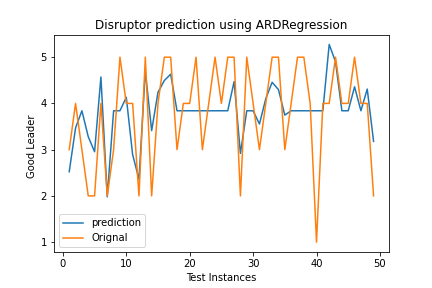 Disruptor prediction using ARDRegression
5
4
3
2
1
Good Leader
prediction
Orignal
0 10 20 30 40 50
Test Instances